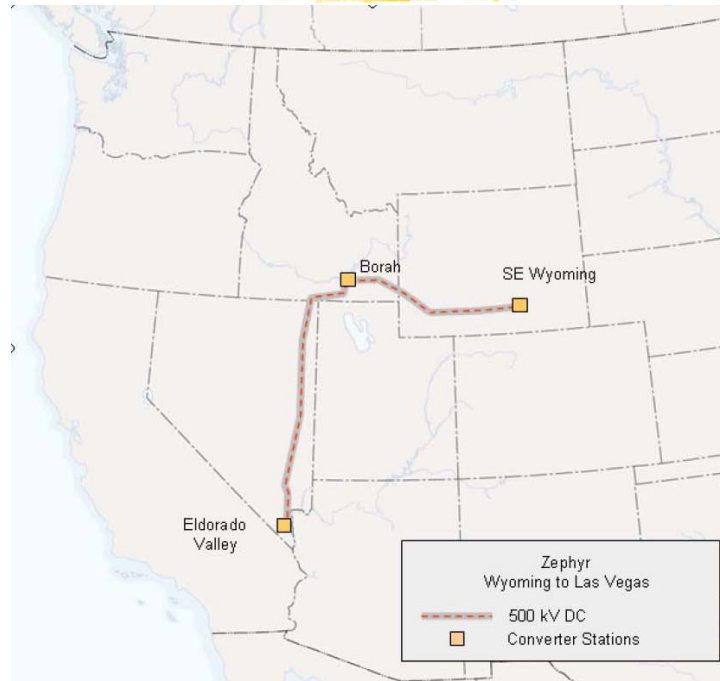 Borah
SE Wyoming
Eldorado
Valley
Zephyr
Wyoming to Las Vegas
500 kV DC
Converter Stations